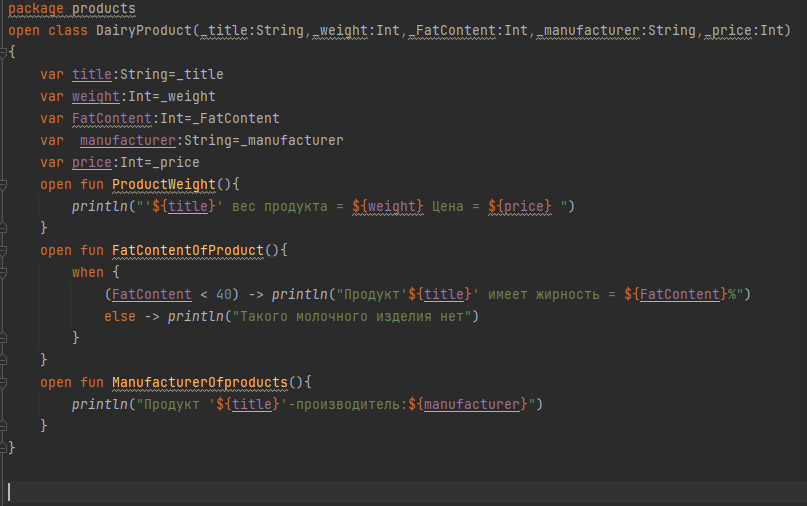 package products
open class DairyProduct(_title:String,_weight:Int,_FatContent:Int,_manufacturer:String,_price:Int)
{
    var title:String=_title
    var weight:Int=_weight
    var FatContent:Int=_FatContent
    var  manufacturer:String=_manufacturer
    var price:Int=_price
    open fun ProductWeight(){
        println("'${title}' вес продукта = ${weight} Цена = ${price} ")
    }
    open fun FatContentOfProduct(){
        when {
            (FatContent < 40) -> println("Продукт'${title}' имеет жирность = ${FatContent}%")
            else -> println("Такого молочного изделия нет")
        }
    }
    open fun ManufacturerOfproducts(){
        println("Продукт '${title}'-производитель:${manufacturer}")
    }
}